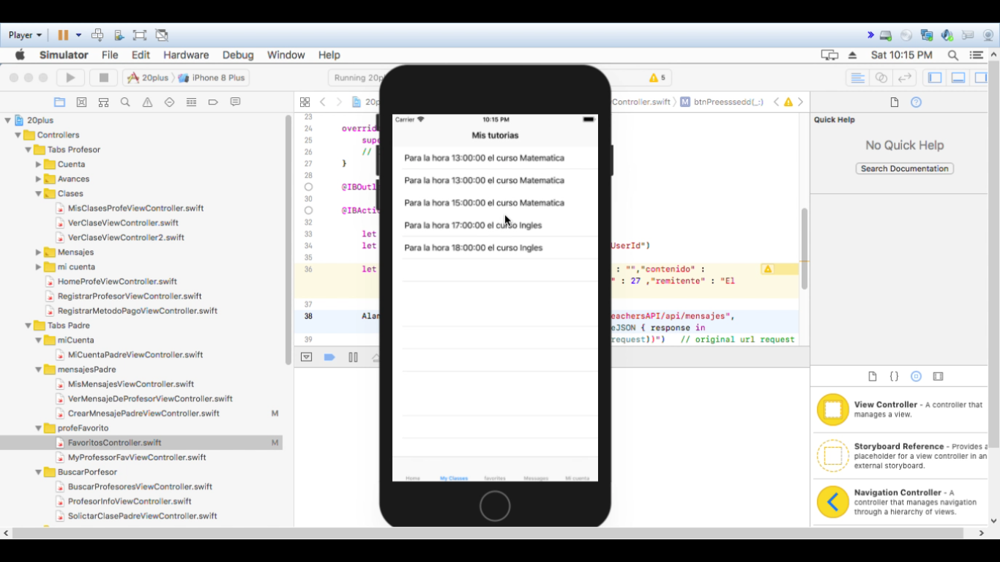 Player
Simulator File Edit Hardware Debug Window Help Sat 10:15 PM
20plus iPhone 8 Plus Running 5
Controller.swift btnPreesssedd(_:)
20plus
Controllers
Tabs Profesor
Cuenta
Avances
Clases
MisClasesProfeViewController.swift
VerClaseViewController.swift
VerClaseViewController2.swift
Mensajes
mi cuenta
HomeProfeViewController.swift
RegistrarProfesorViewController.swift
RegistrarMetodoPagoViewController.swift
Tabs Padre
miCuenta
MiCuentaPadreViewController.swift
mensajesPadre
MisMensajesViewController.swift
VerMensajeDeProfesorViewController.swift
CrearMnesajePadreViewController.swift M
profeFavorito
FavoritosController.swift M
MyProfessorFavViewController.swift
BuscarPorfesor
BuscarProfesoresViewController.swift
ProfesorInfoViewController.swift
SolictarClasePadreViewController.swift
23
24 overrid
25 supe
26 //
27 }
28
@IBOutl
30
@IBActi
32
33 let
34 let UserId")
35
36 let : "","contenido" :
" : 27 ,"remitente" : "El
37
38 Alam eachersAPI/api/mensajes",
eJSON { response in
39 request))") // original url request
Carrier 10:15 PM
Mis tutorias
Para la hora 13:00:00 el curso Matematica
Para la hora 13:00:00 el curso Matematica
Para la hora 15:00:00 el curso Matematica
Para la hora 17:00:00 el curso Ingles
Para la hora 18:00:00 el curso Ingles
Home My Classes favorites Messages Mi cuenta
Quick Help
No Quick Help
Search Documentation
View Controller - A controller that
manages a view.
Storyboard Reference - Provides a
placeholder for a view controller in an
external storyboard.
Navigation Controller - A
controller that manages navigation
through a hierarchy of views.